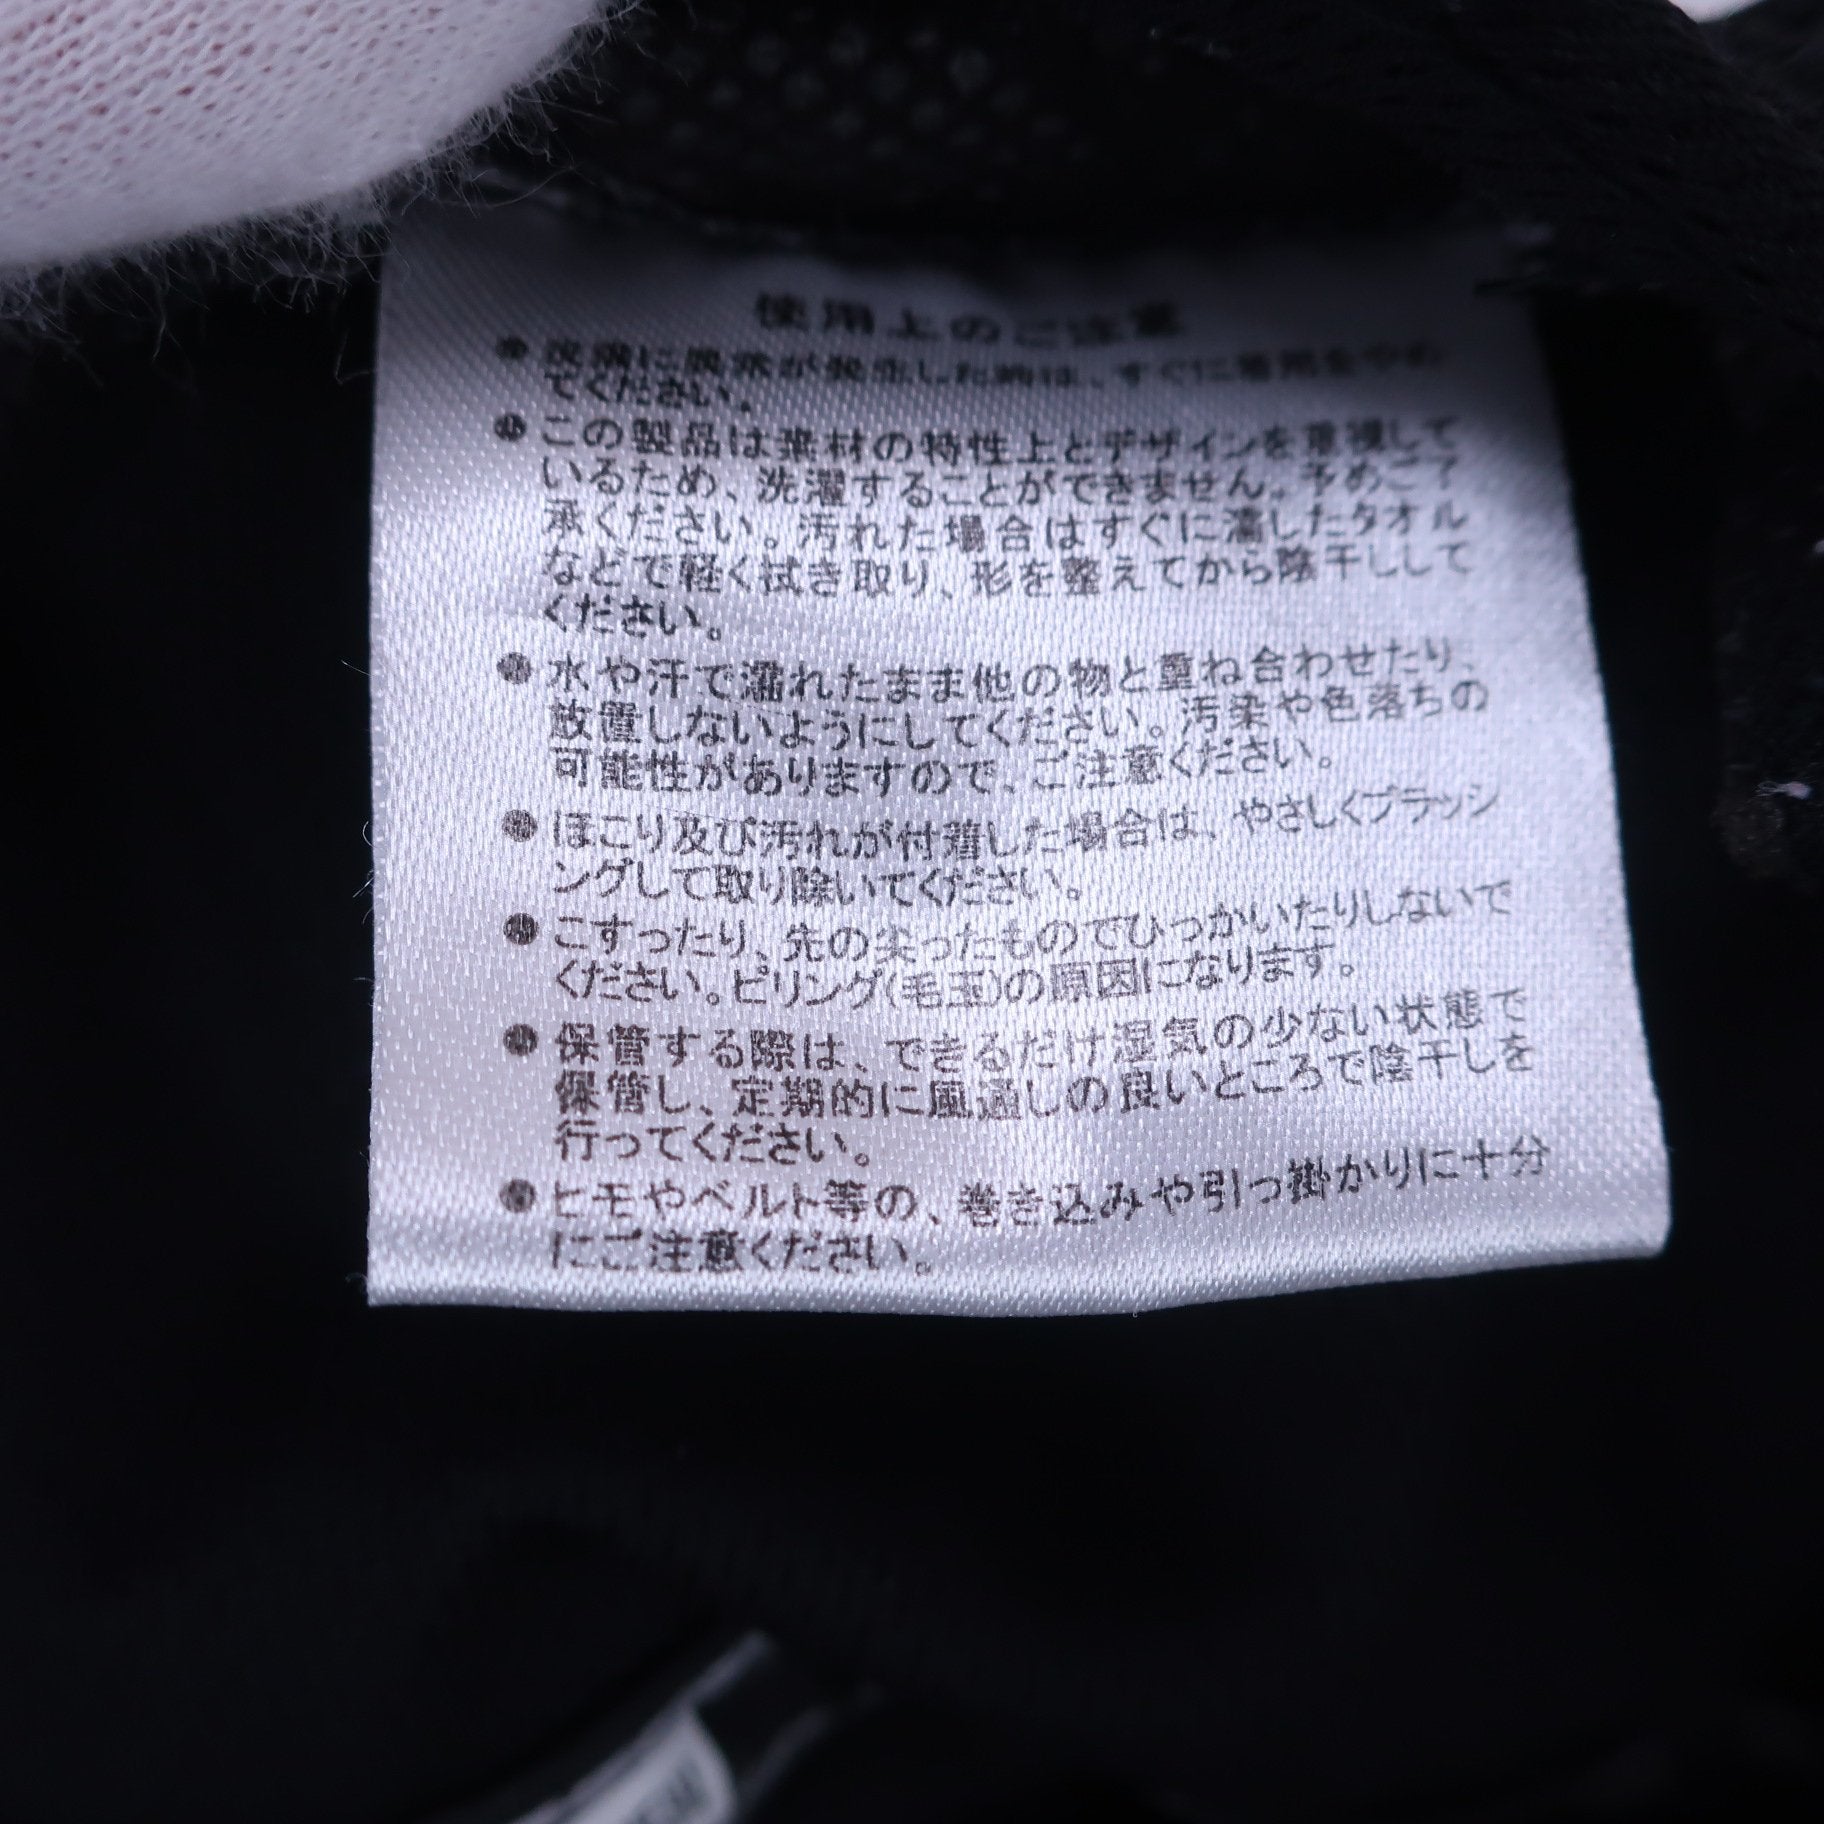 使用上のご注意
● 皮膚に異常が発生した時は、すぐに着用をやめ
てください。
● この製品は素材の特性上とデザインを重視して
いるため、洗濯することができません。予めご了
承ください。汚れた場合はすぐに濡したタオル
などで軽く拭き取り、形を整えてから陰干しして
ください。
● 水や汗で濡れたまま他の物と重ね合わせたり、
放置しないようにしてください。汚染や色落ちの
可能性がありますので、ご注意ください。
● ほこり及び汚れが付着した場合は、やさしくブラッシ
ングして取り除いてください。
● こすったり、先の尖ったものでひっかいたりしないで
ください。ピリング(毛玉)の原因になります。
● 保管する際は、できるだけ湿気の少ない状態で
保管し、定期的に風通しの良いところで陰干しを
行ってください。
● ヒモやベルト等の、巻き込みや引っ掛かりに十分
にご注意ください。